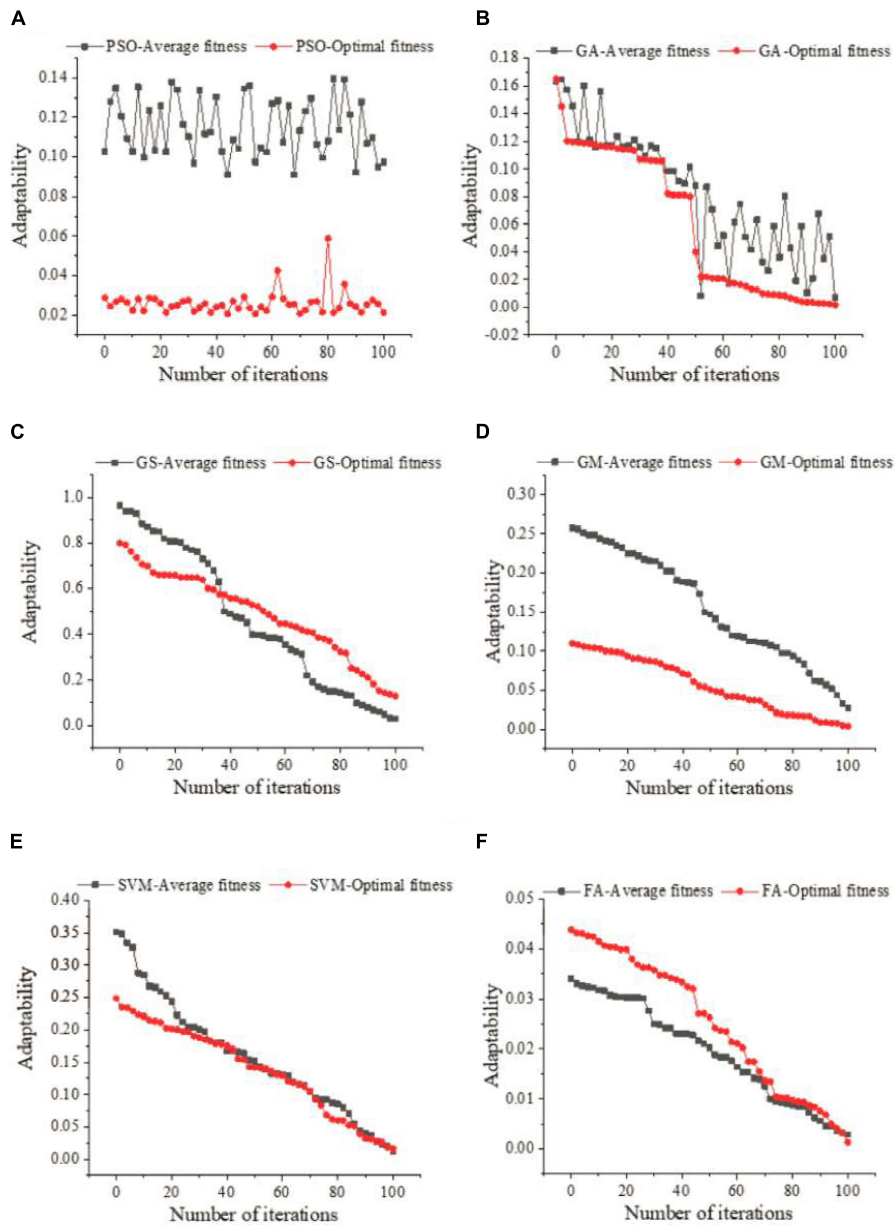 A
PSO-Average fitness PSO-Optimal fitness
0.14
0.12
0.10
0.08
0.06
0.04
0.02
Adaptability
0 20 40 60 80 100
Number of iterations
B
GA-Average fitness GA-Optimal fitness
0.18
0.16
0.14
0.12
0.10
0.08
0.06
0.04
0.02
0.00
-0.02
Adaptability
0 20 40 60 80 100
Number of iterations
C
GS-Average fitness GS-Optimal fitness
1.0
0.8
0.6
0.4
0.2
0.0
Adaptability
0 20 40 60 80 100
Number of iterations
D
GM-Average fitness GM-Optimal fitness
0.30
0.25
0.20
0.15
0.10
0.05
0.00
Adaptability
0 20 40 60 80 100
Number of iterations
E
SVM-Average fitness SVM-Optimal fitness
0.40
0.35
0.30
0.25
0.20
0.15
0.10
0.05
0.00
Adaptability
0 20 40 60 80 100
Number of iterations
F
FA-Average fitness FA-Optimal fitness
0.05
0.04
0.03
0.02
0.01
0.00
Adaptability
0 20 40 60 80 100
Number of iterations